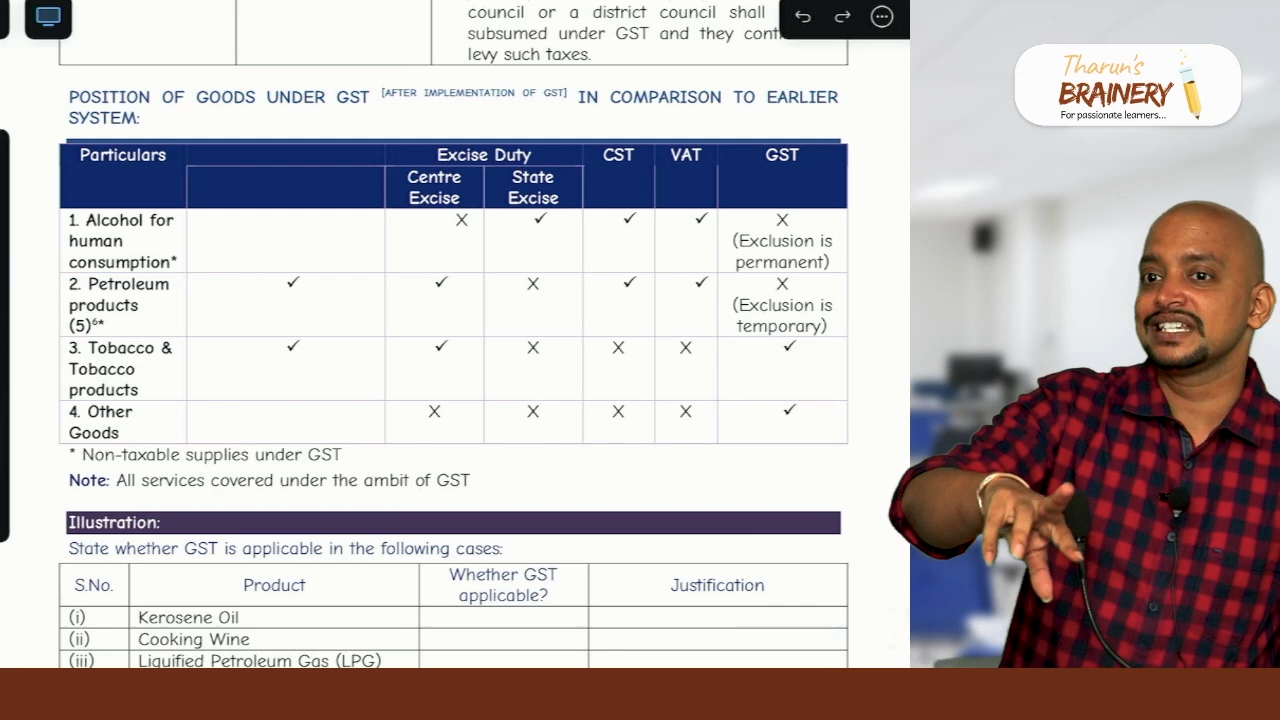 council or a district council shall
subsumed under GST and they cont
levy such taxes.
Tharun's
BRAINERY
For passionate learners...
POSITION OF GOODS UNDER GST [AFTER IMPLEMENTATION OF GST] IN COMPARISON TO EARLIER
SYSTEM:
Particulars Excise Duty CST VAT GST
Centre State
Excise Excise
1. Alcohol for X ✓ ✓ ✓ X
human (Exclusion is
consumption* permanent)
2. Petroleum ✓ ✓ X ✓ ✓ X
products (Exclusion is
(5)⁶* temporary)
3. Tobacco & ✓ ✓ X X X ✓
Tobacco
products
4. Other X X X X ✓
Goods
* Non-taxable supplies under GST
Note: All services covered under the ambit of GST
Illustration:
State whether GST is applicable in the following cases:
S.No. Product Whether GST Justification
applicable?
(i) Kerosene Oil
(ii) Cooking Wine
(iii) Liquified Petroleum Gas (LPG)